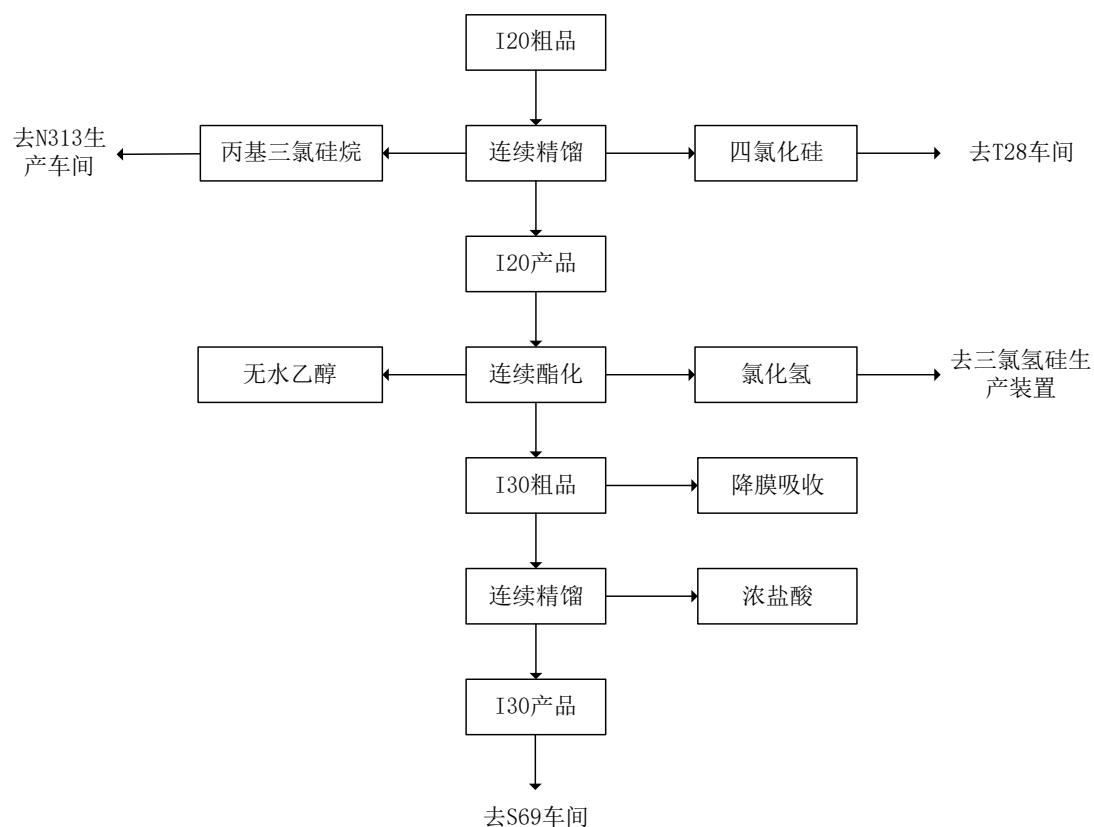 I20粗品
去N313生
产车间
丙基三氯硅烷
连续精馏
四氯化硅
去T28车间
I20产品
无水乙醇
连续酯化
氯化氢
去三氯氢硅生
产装置
I30粗品
降膜吸收
连续精馏
浓盐酸
I30产品
去S69车间